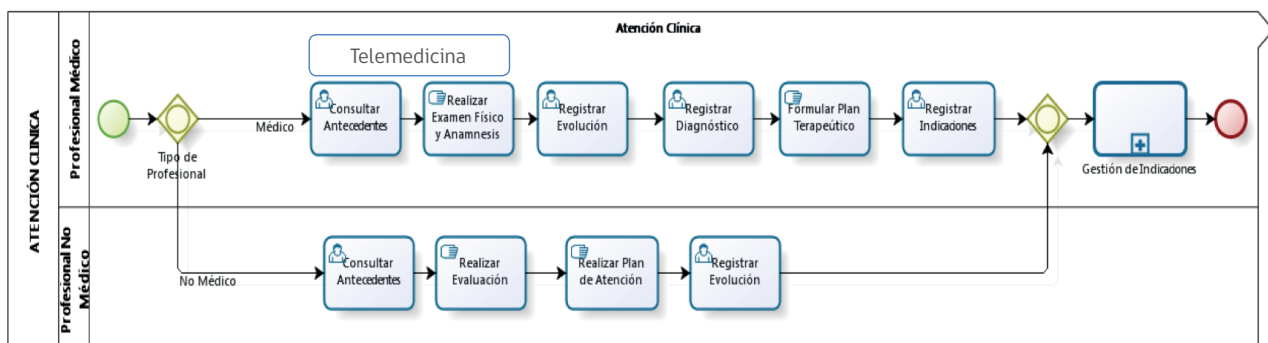 Atención Clínica
ATENCIÓN CLINICA
Profesional Médico
Telemedicina
Tipo de
Profesional
Médico
Consultar
Antecedentes
Realizar
Examen Físico
y Anamnesis
Registrar
Evolución
Registrar
Diagnóstico
Formular Plan
Terapeútico
Registrar
Indicaciones
Gestión de Indicaciones
Profesional No
Médico
No Médico
Consultar
Antecedentes
Realizar
Evaluación
Realizar Plan
de Atención
Registrar
Evolución